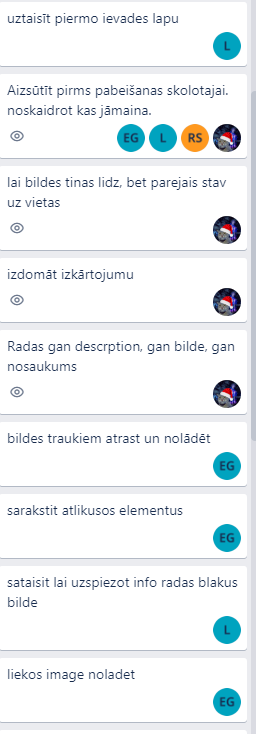 uztaisīt piermo ievades lapu
L
Aizsūtīt pirms pabeišanas skolotajai.
noskaidrot kas jāmaina.
EG L RS
lai bildes tinas lidz, bet parejais stav
uz vietas
izdomāt izkārtojumu
Radas gan descrption, gan bilde, gan
nosaukums
bildes traukiem atrast un nolādēt
EG
sarakstit atlikusos elementus
EG
sataisit lai uzspiezot info radas blakus
bilde
L
liekos image noladet
EG